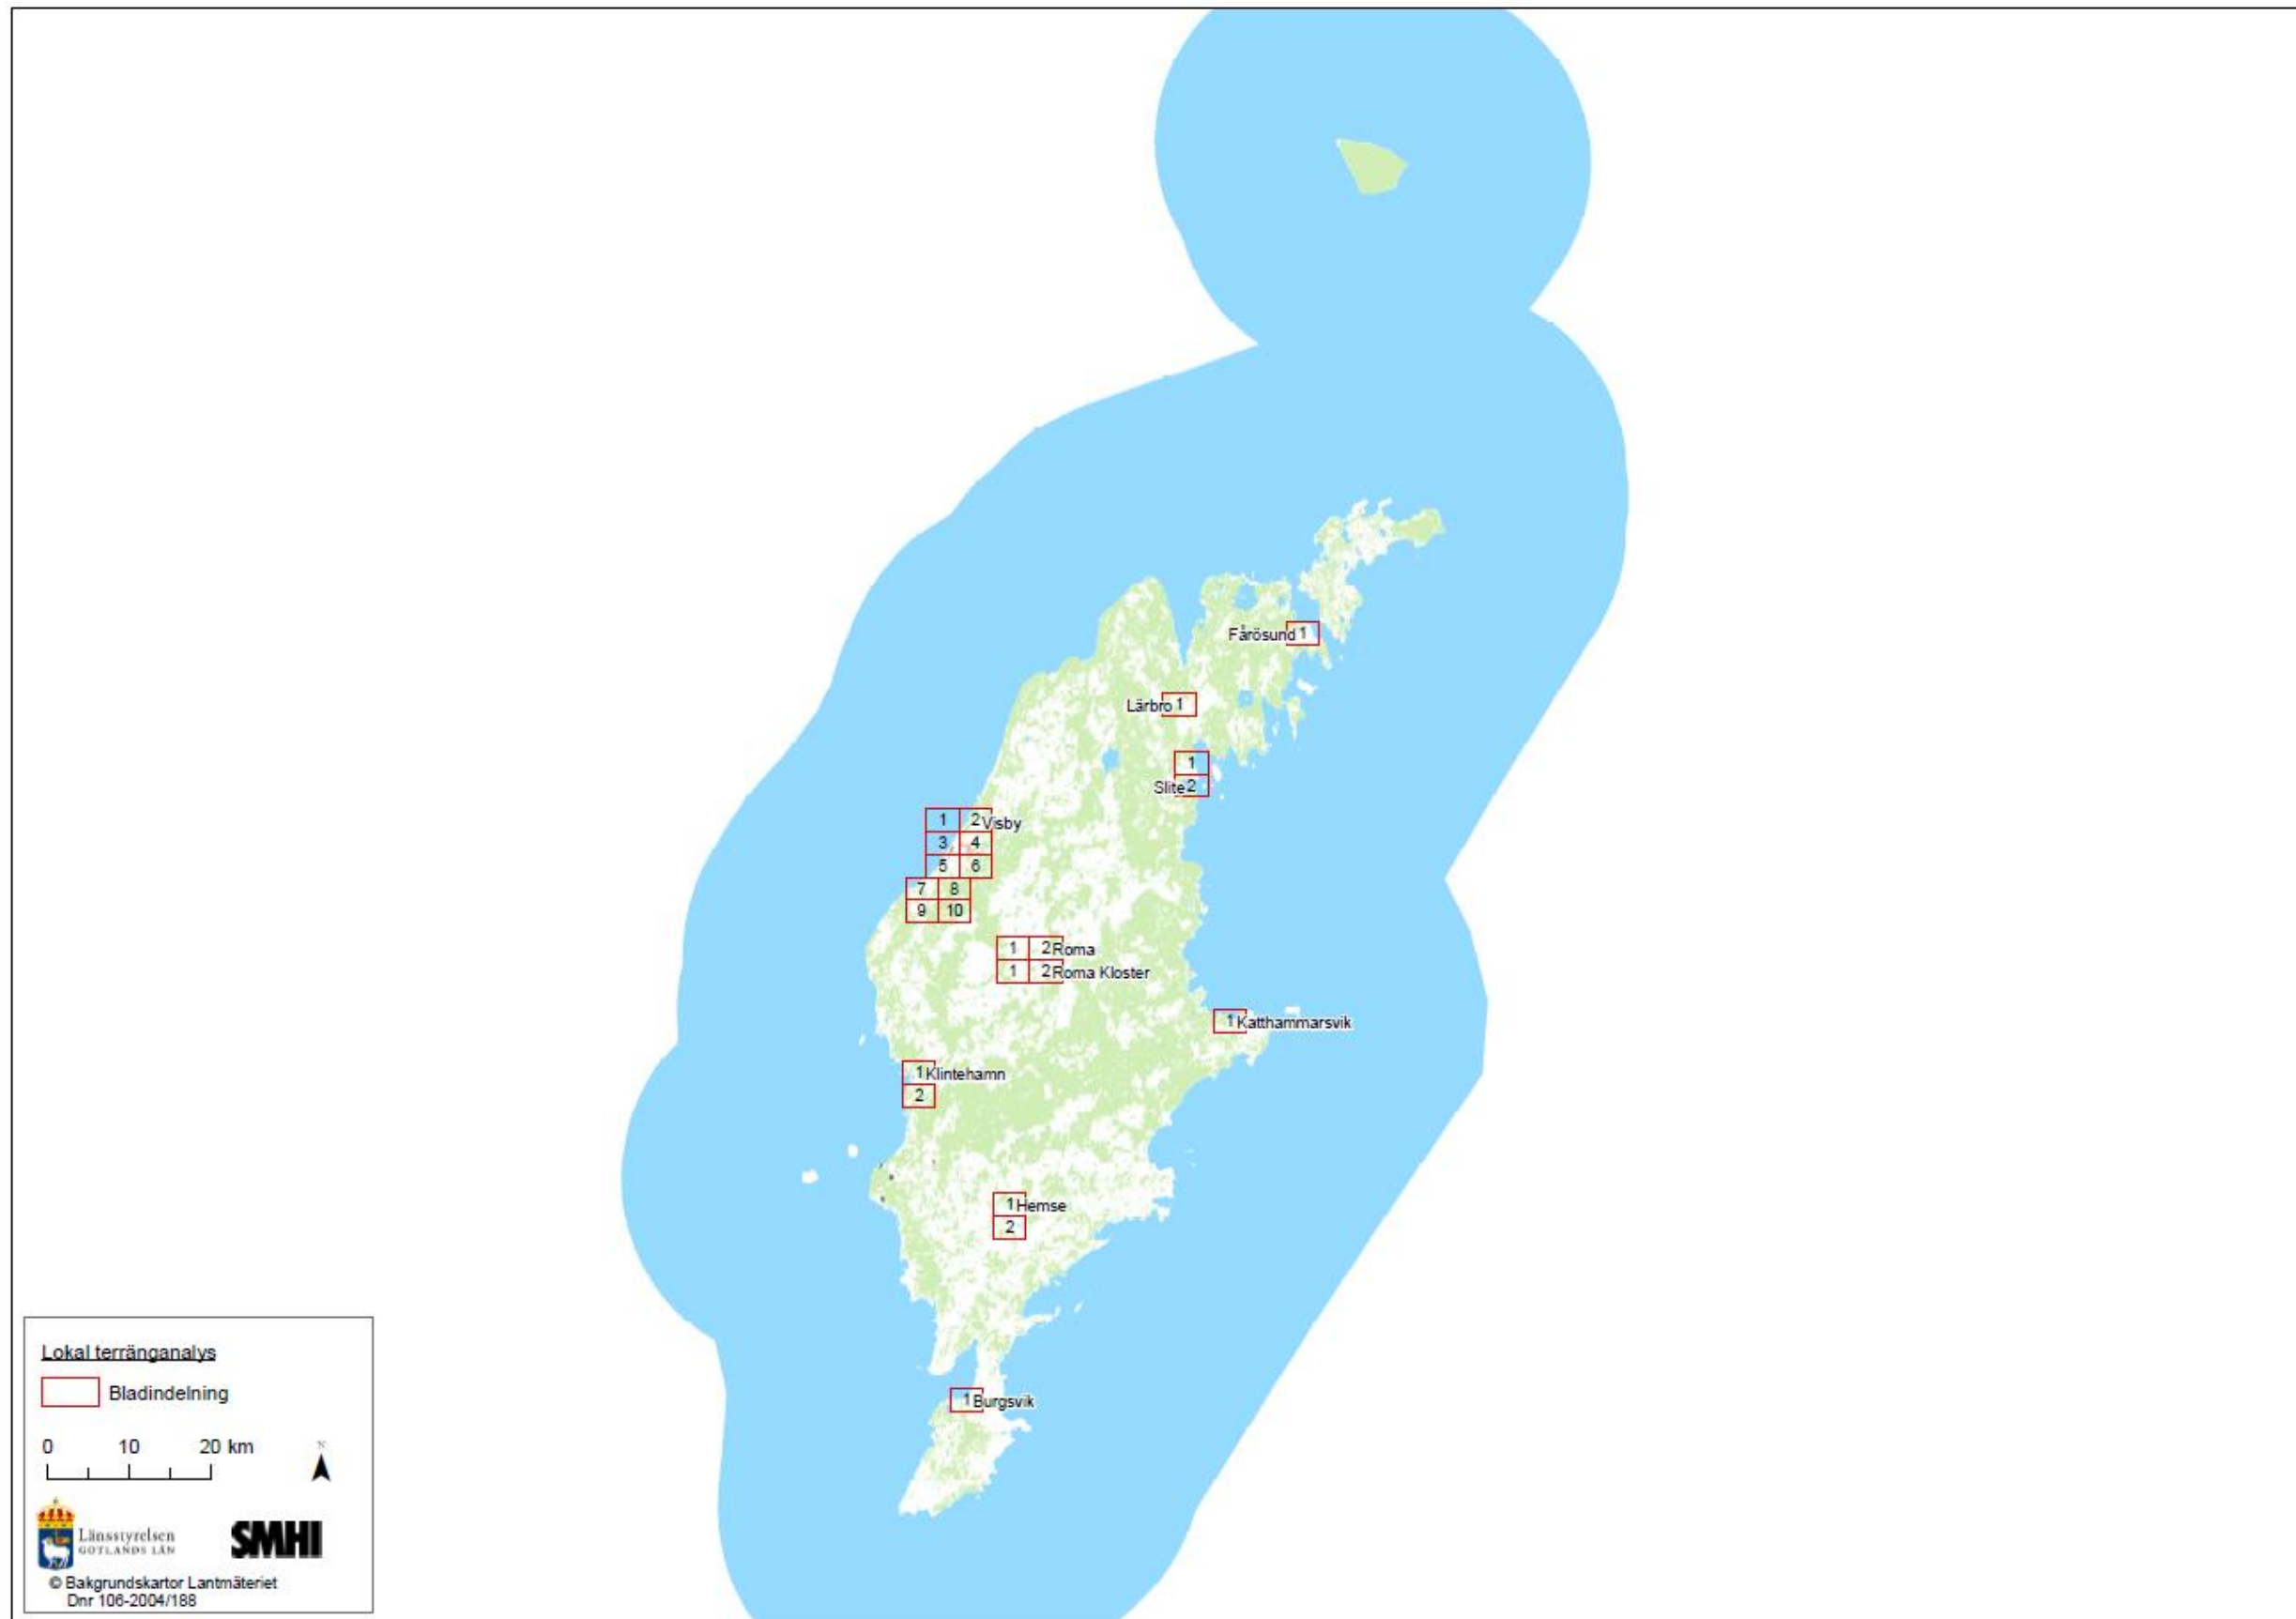 Fårösund 1
Lärbro 1
1
Slite 2
1 2 Visby
3 4
5 6
7 8
9 10
1 2 Roma
1 2 Roma Kloster
1 Katthammarsvik
1 Klintehamn
2
1 Hemse
2
1 Burgsvik
Lokal terränganalys
Bladindelning
0 10 20 km
N
Länsstyrelsen
GOTLANDS LÄN
SMHI
© Bakgrundskartor Lantmäteriet
Dnr 106-2004/188